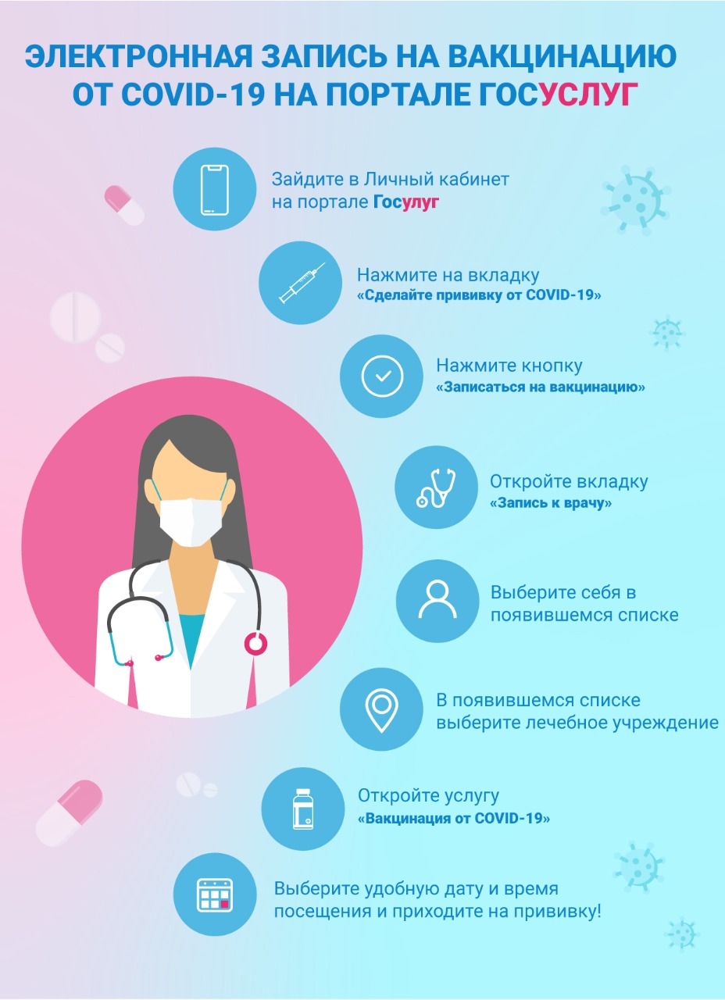 ЭЛЕКТРОННАЯ ЗАПИСЬ НА ВАКЦИНАЦИЮ
ОТ COVID-19 НА ПОРТАЛЕ ГОСУСЛУГ
Зайдите в Личный кабинет
на портале Госулуг
Нажмите на вкладку
«Сделайте прививку от COVID-19»
Нажмите кнопку
«Записаться на вакцинацию»
Откройте вкладку
«Запись к врачу»
Выберите себя в
появившемся списке
В появившемся списке
выберите лечебное учреждение
Откройте услугу
«Вакцинация от COVID-19»
Выберите удобную дату и время
посещения и приходите на прививку!